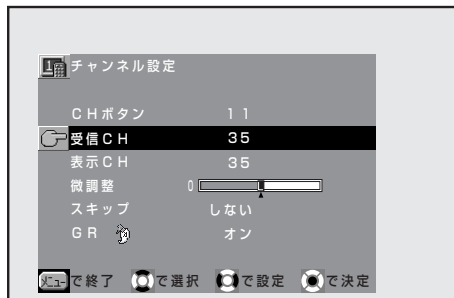 1 チャンネル設定
CHボタン 11
受信CH 35
表示CH 35
微調整 0
スキップ しない
GR オン
メニューで終了 で選択 で設定 で決定